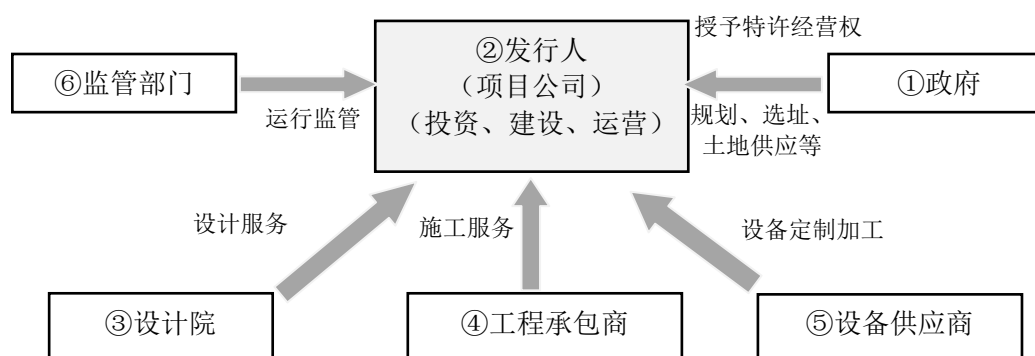 授予特许经营权
②发行人
（项目公司）
（投资、建设、运营）
⑥监管部门
①政府
运行监管
规划、选址、
土地供应等
设计服务
施工服务
设备定制加工
③设计院
④工程承包商
⑤设备供应商